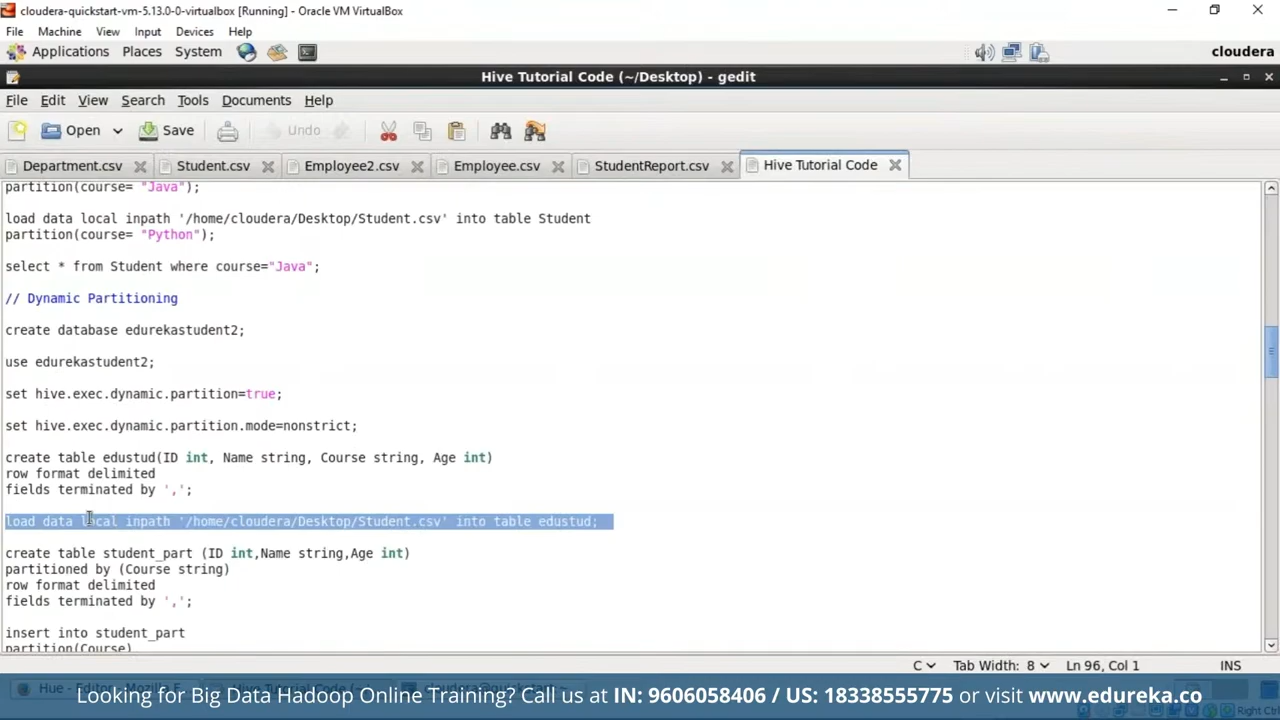 cloudera-quickstart-vm-5.13.0-0-virtualbox [Running] - Oracle VM VirtualBox
File Machine View Input Devices Help
Applications Places System cloudera
Hive Tutorial Code (~/Desktop) - gedit
File Edit View Search Tools Documents Help
Open Save Undo
Department.csv Student.csv Employee2.csv Employee.csv StudentReport.csv Hive Tutorial Code
partition(course= "Java");
load data local inpath '/home/cloudera/Desktop/Student.csv' into table Student
partition(course= "Python");
select * from Student where course="Java";
// Dynamic Partitioning
create database edurekastudent2;
use edurekastudent2;
set hive.exec.dynamic.partition=true;
set hive.exec.dynamic.partition.mode=nonstrict;
create table edustud(ID int, Name string, Course string, Age int)
row format delimited
fields terminated by ',';
load data local inpath '/home/cloudera/Desktop/Student.csv' into table edustud;
create table student_part (ID int,Name string,Age int)
partitioned by (Course string)
row format delimited
fields terminated by ',';
insert into student_part
partition(Course)
C Tab Width: 8 Ln 96, Col 1 INS
Looking for Big Data Hadoop Online Training? Call us at IN: 9606058406 / US: 18338555775 or visit www.edureka.co
Right Ctrl